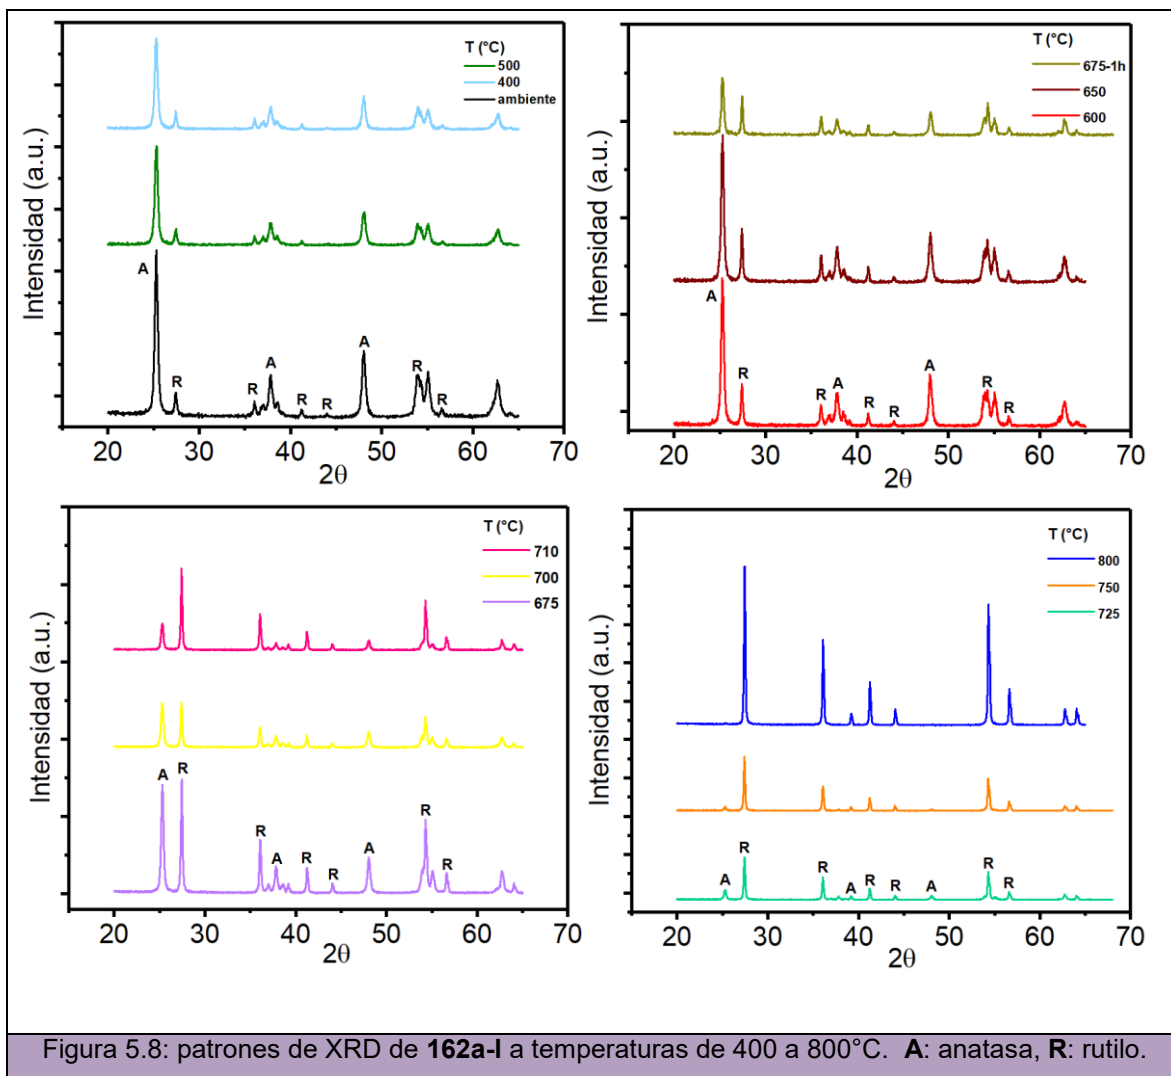 Intensidad (a.u.)
T (°C)
500
400
ambiente
A
R
R
A
R
R
A
R
R
20
30
40
50
60
70
2θ
Intensidad (a.u.)
T (°C)
675-1h
650
600
A
R
R
A
R
R
A
R
R
20
30
40
50
60
70
2θ
Intensidad (a.u.)
T (°C)
710
700
675
A
R
R
A
R
R
A
R
R
20
30
40
50
60
70
2θ
Intensidad (a.u.)
T (°C)
800
750
725
A
R
R
A
R
R
A
R
R
20
30
40
50
60
70
2θ
Figura 5.8: patrones de XRD de 162a-l a temperaturas de 400 a 800°C. A: anatasa, R: rutilo.